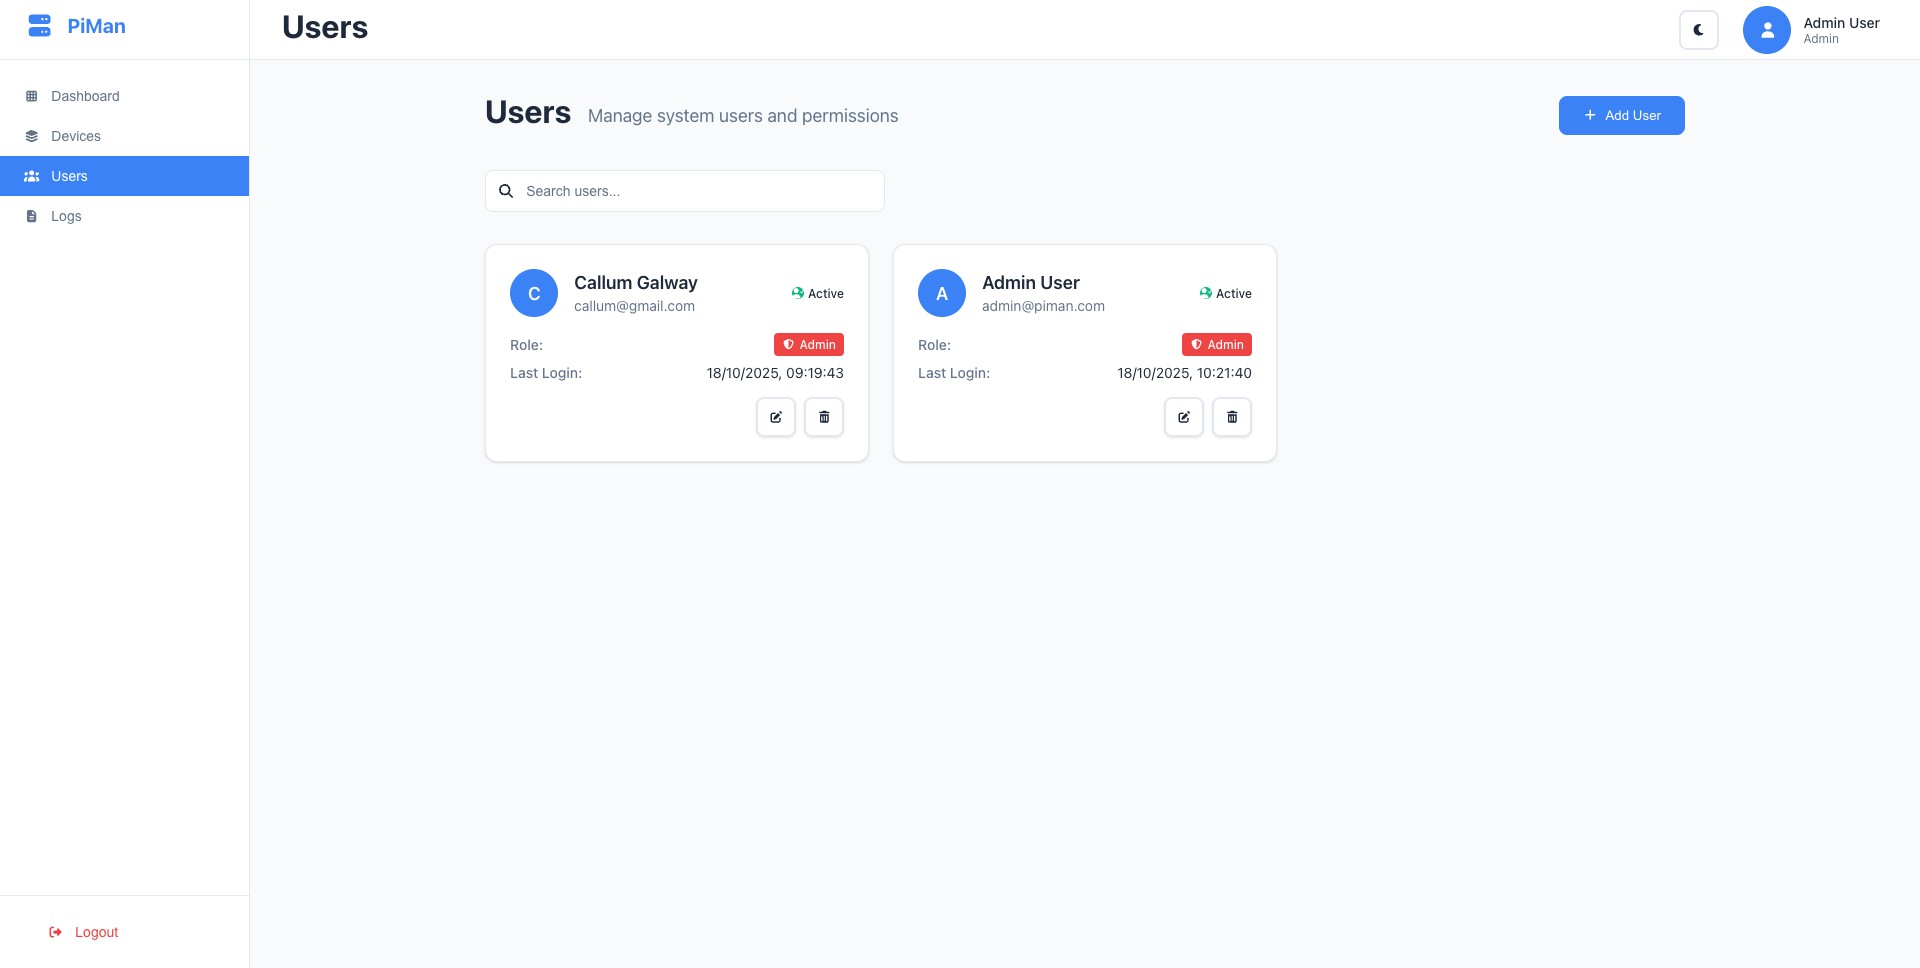 PiMan
Users
Admin User
Admin
Dashboard
Devices
Users
Logs
Logout
Users
Manage system users and permissions
Add User
Search users...
C
Callum Galway
callum@gmail.com
Active
Role:
Admin
Last Login:
18/10/2025, 09:19:43
A
Admin User
admin@piman.com
Active
Role:
Admin
Last Login:
18/10/2025, 10:21:40